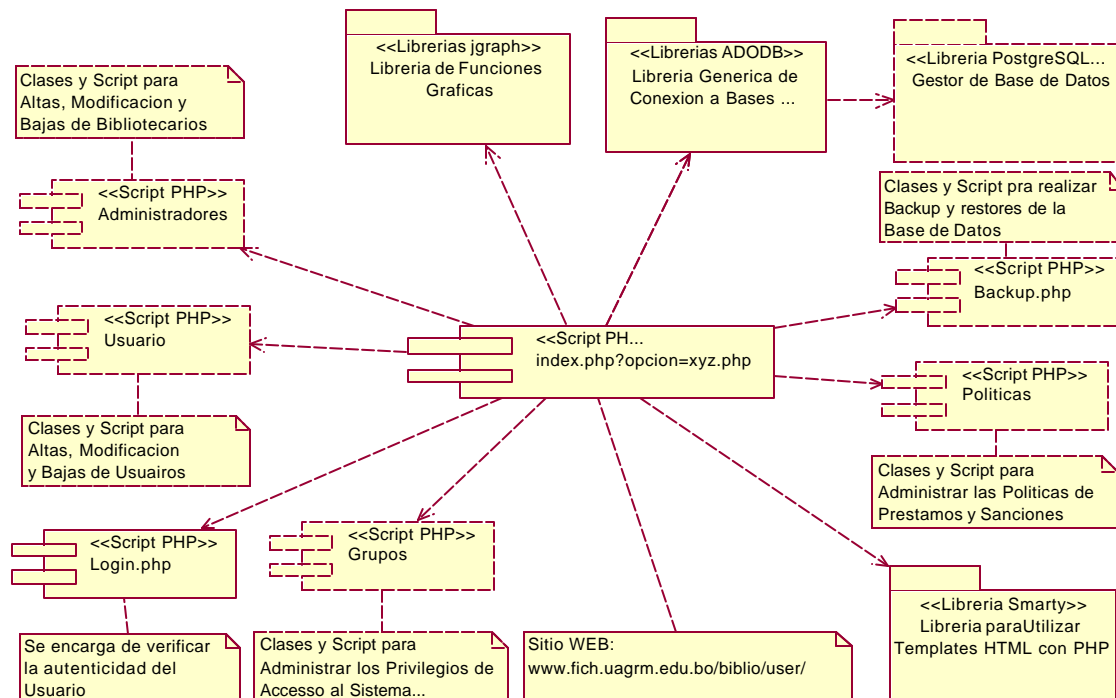 <<Librerias jgraph>>
Libreria de Funciones
Graficas
<<Librerias ADODB>>
Libreria Generica de
Conexion a Bases ...
<<Libreria PostgreSQL...
Gestor de Base de Datos
Clases y Script para
Altas, Modificacion y
Bajas de Bibliotecarios
<<Script PHP>>
Administradores
Clases y Script pra realizar
Backup y restores de la
Base de Datos
<<Script PHP>>
Backup.php
<<Script PHP>>
Usuario
<<Script PH...
index.php?opcion=xyz.php
<<Script PHP>>
Politicas
Clases y Script para
Altas, Modificacion
y Bajas de Usuairos
Clases y Script para
Administrar las Politicas de
Prestamos y Sanciones
<<Script PHP>>
Login.php
<<Script PHP>>
Grupos
<<Libreria Smarty>>
Libreria paraUtilizar
Templates HTML con PHP
Se encarga de verificar
la autenticidad del
Usuario
Clases y Script para
Administrar los Privilegios de
Accesso al Sistema...
Sitio WEB:
www.fich.uagrm.edu.bo/biblio/user/